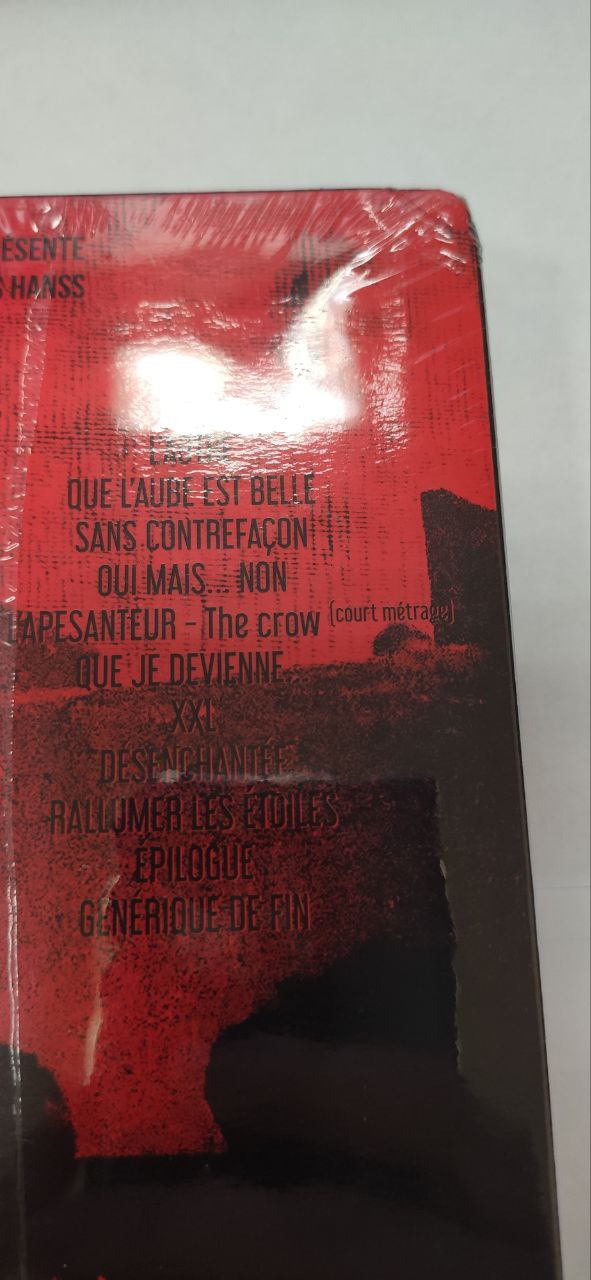 ÉSENTE
S HANSS
QUE L'AUBE EST BELLE
SANS CONTREFAÇON
OUI MAIS... NON
L'APESANTEUR - The crow (court métrage)
QUE JE DEVIENNE...
XXL
DÉSENCHANTÉE
RALLUMER LES ÉTOILES
ÉPILOGUE
GÉNÉRIQUE DE FIN